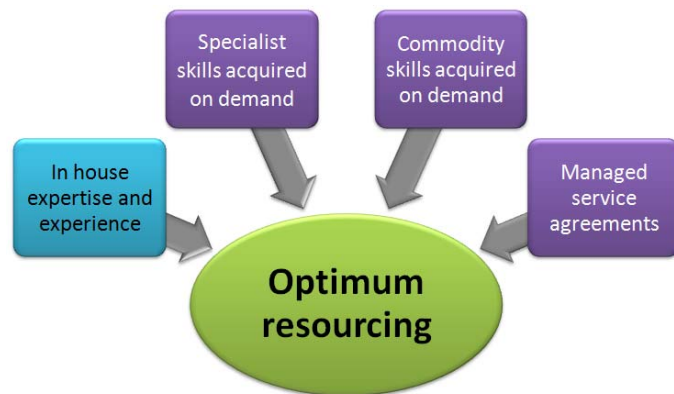 Specialist
skills acquired
on demand
Commodity
skills acquired
on demand
In house
expertise and
experience
Managed
service
agreements
Optimum
resourcing